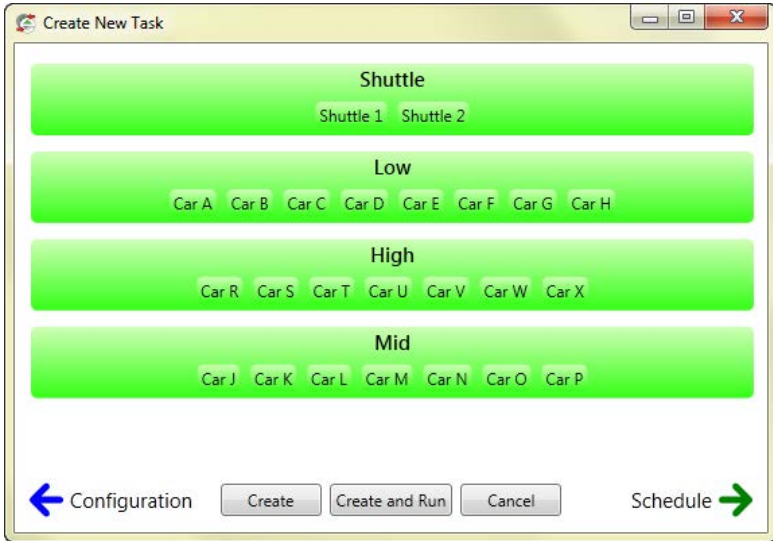 Create New Task
Shuttle
Shuttle 1 Shuttle 2
Low
Car A Car B Car C Car D Car E Car F Car G Car H
High
Car R Car S Car T Car U Car V Car W Car X
Mid
Car J Car K Car L Car M Car N Car O Car P
Configuration Create Create and Run Cancel Schedule